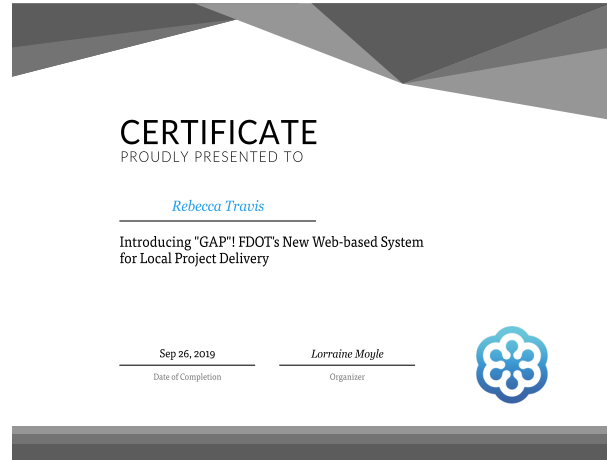 CERTIFICATE
PROUDLY PRESENTED TO
Rebecca Travis
Introducing "GAP"! FDOT's New Web-based System
for Local Project Delivery
Sep 26, 2019
Lorraine Moyle
Date of Completion
Organizer